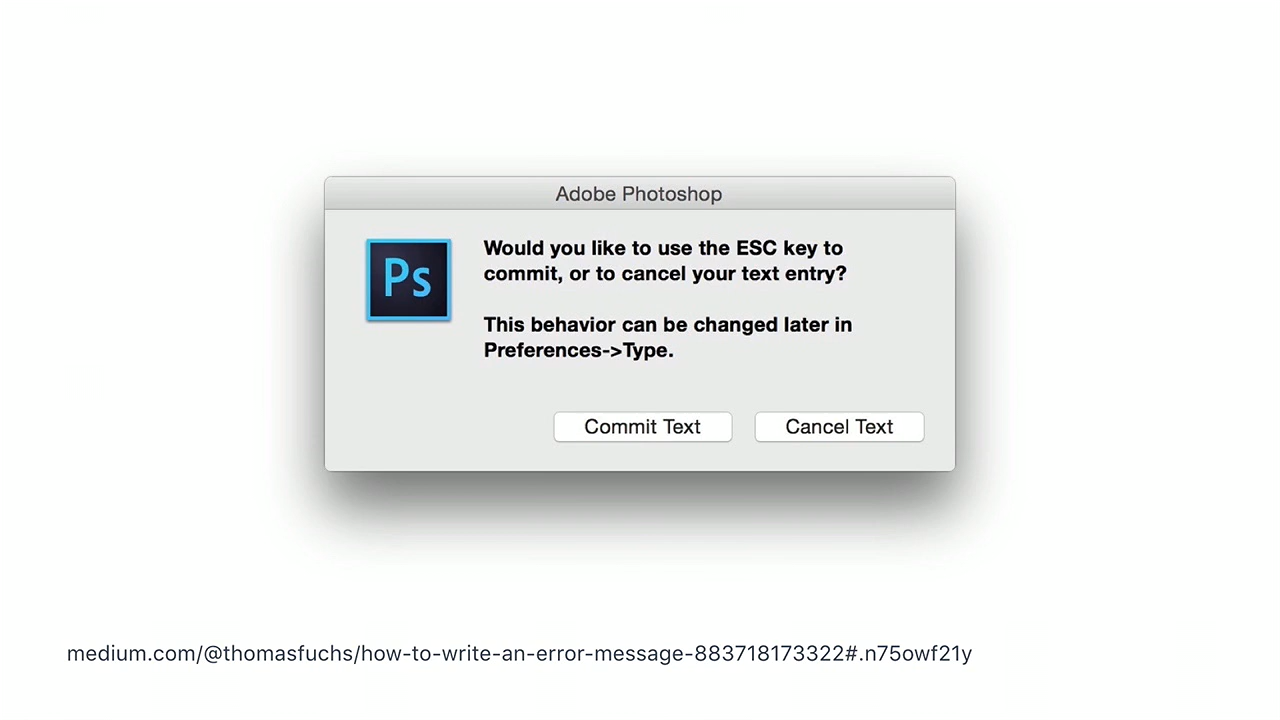 Adobe Photoshop
Ps
Would you like to use the ESC key to
commit, or to cancel your text entry?
This behavior can be changed later in
Preferences->Type.
Commit Text
Cancel Text
medium.com/@thomasfuchs/how-to-write-an-error-message-883718173322#.n75owf21y